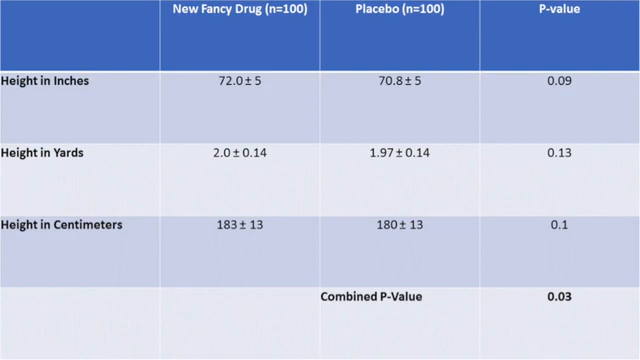 New Fancy Drug (n=100) Placebo (n=100) P-value
Height in Inches 72.0 ± 5 70.8 ± 5 0.09
Height in Yards 2.0 ± 0.14 1.97 ± 0.14 0.13
Height in Centimeters 183 ± 13 180 ± 13 0.1
Combined P-Value 0.03